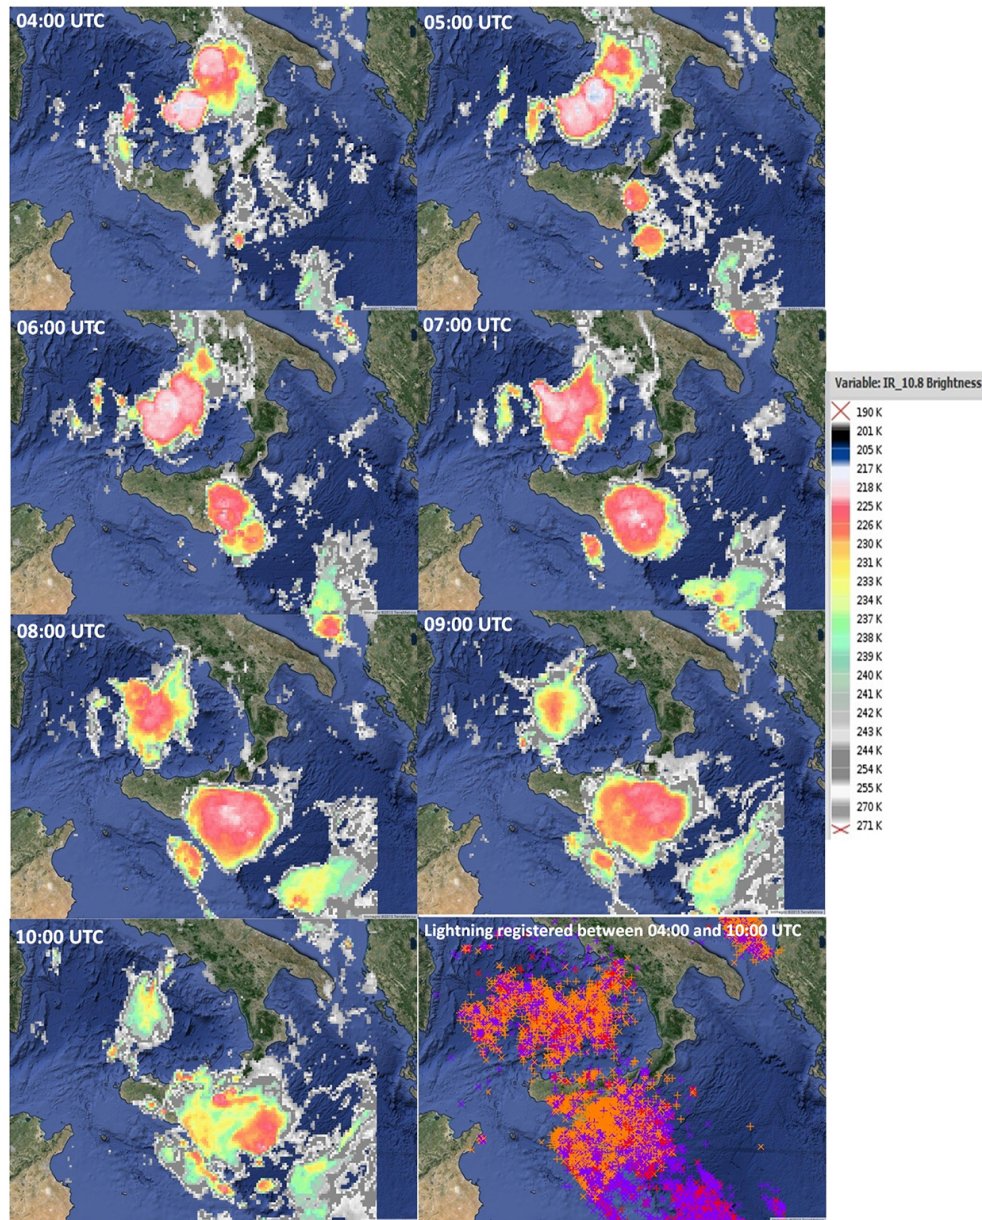 04:00 UTC
05:00 UTC
06:00 UTC
07:00 UTC
Variable: IR_10.8 Brightness
190 K
201 K
205 K
217 K
218 K
225 K
226 K
230 K
231 K
233 K
234 K
237 K
238 K
239 K
240 K
241 K
242 K
243 K
244 K
254 K
255 K
270 K
271 K
08:00 UTC
09:00 UTC
10:00 UTC
Lightning registered between 04:00 and 10:00 UTC